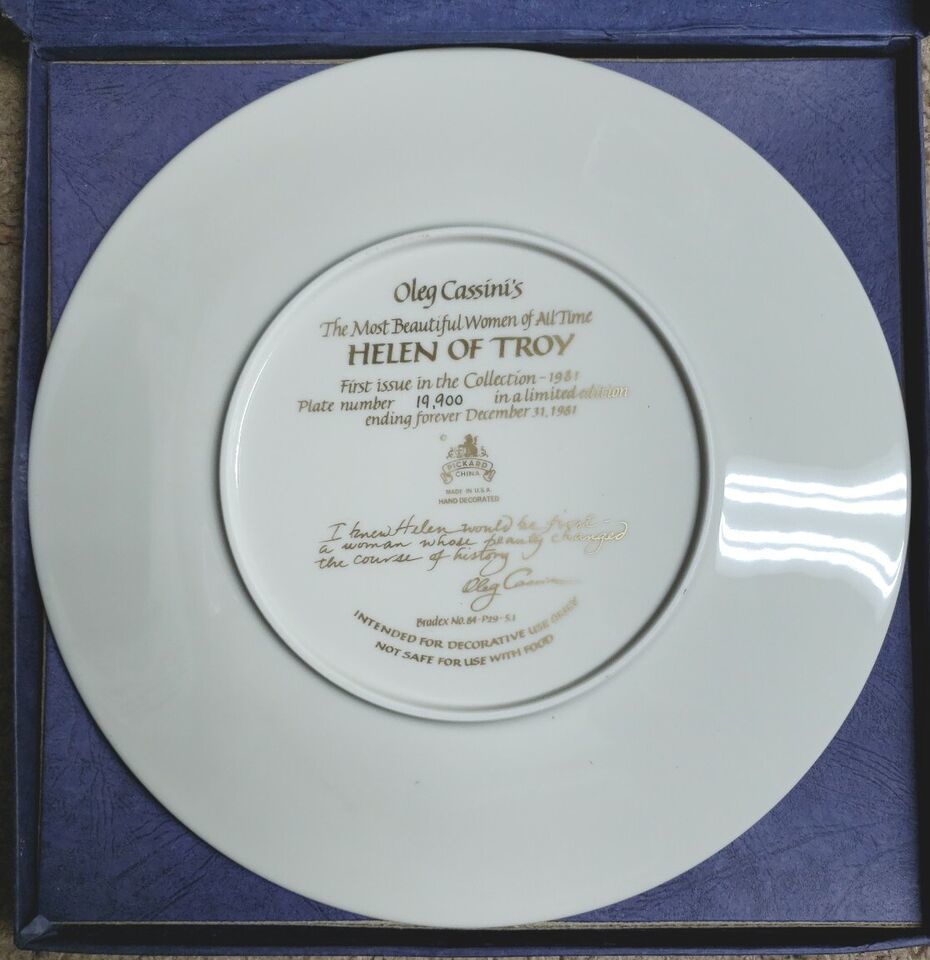 Oleg Cassini's
The Most Beautiful Women of All Time
HELEN OF TROY
First issue in the Collection - 1981
Plate number 19,900 in a limited edition
ending forever December 31, 1981
©
PICKARD
CHINA
MADE IN U.S.A.
HAND DECORATED
I knew Helen would be first -
a woman whose beauty changed
the course of history
Oleg Cassini
Bradex No. 84-P29-5.1
INTENDED FOR DECORATIVE USE ONLY
NOT SAFE FOR USE WITH FOOD